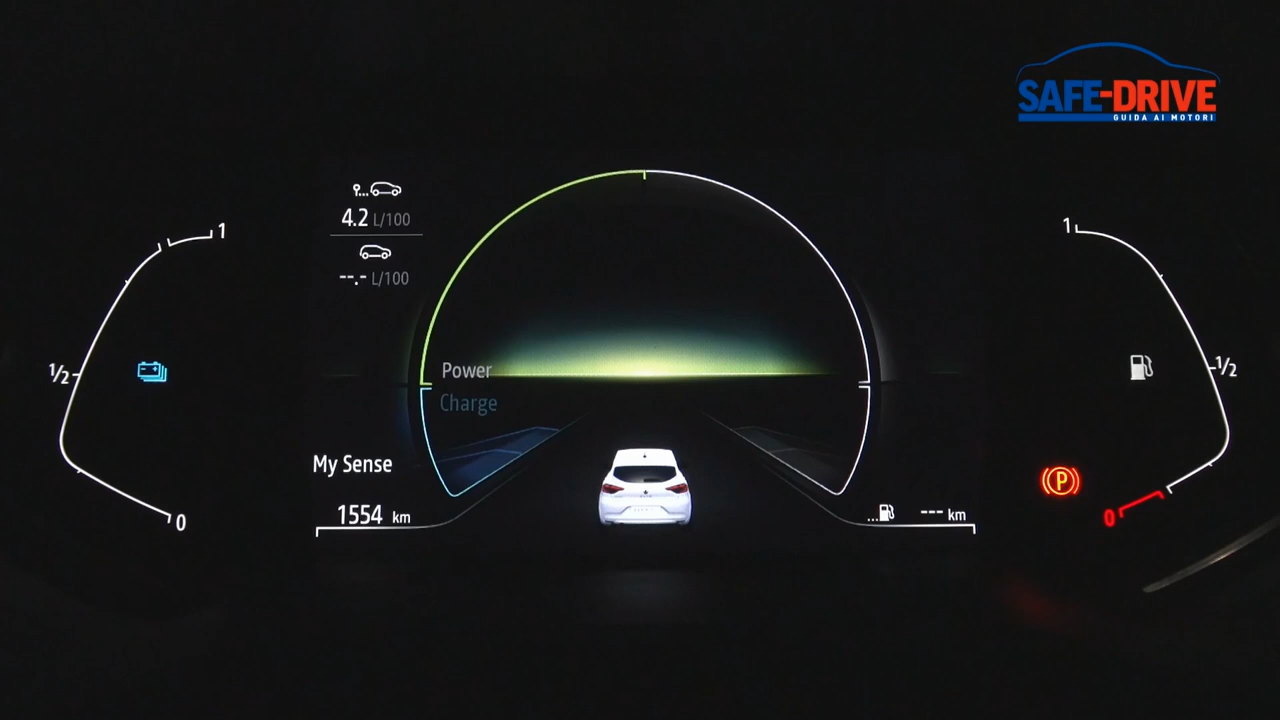 SAFE-DRIVE
GUIDA AI MOTORI
4.2 L/100
--.- L/100
1
1/2
0
Power
Charge
My Sense
1554 km
--- km
1
1/2
0
P